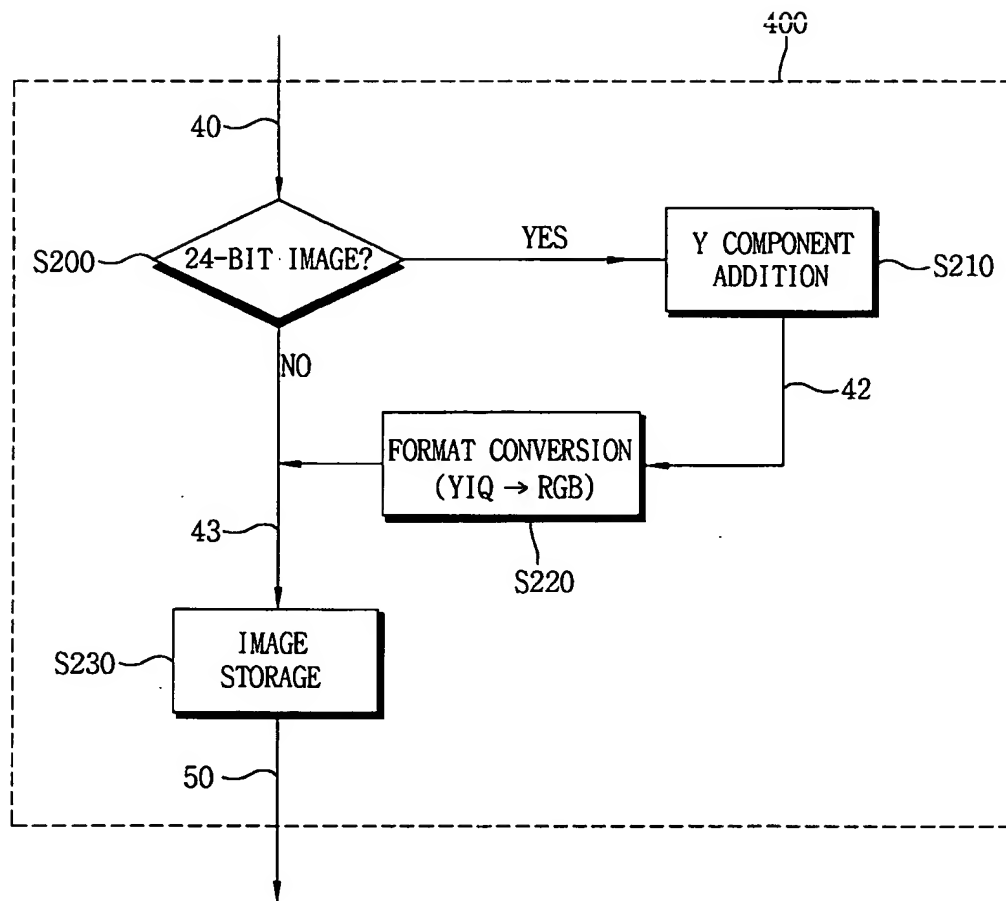 400
40
S200
24-BIT IMAGE?
YES
Y COMPONENT
ADDITION
S210
NO
42
FORMAT CONVERSION
(YIQ → RGB)
43
S220
S230
IMAGE
STORAGE
50